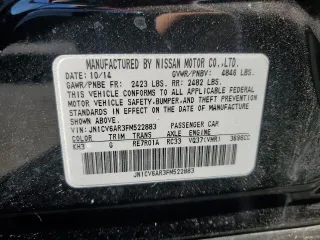 MANUFACTURED BY NISSAN MOTOR CO.,LTD.
DATE: 10/14 GVWR/PNBV: 4846 LBS.
GAWR/PNBE FR: 2423 LBS. RR: 2482 LBS.
THIS VEHICLE CONFORMS TO ALL APPLICABLE
FEDERAL MOTOR VEHICLE SAFETY,BUMPER,AND THEFT PREVENTION
STANDARDS IN EFFECT ON THE DATE OF MANUFACTURE
SHOWN ABOVE.
VIN: JN1CV6AR3FM522883 PASSENGER CAR
COLOR TRIM TRANS AXLE ENGINE
KH3 G RE7R01A RC33 VQ37(VHR) 3696CC
JN1CV6AR3FM522883